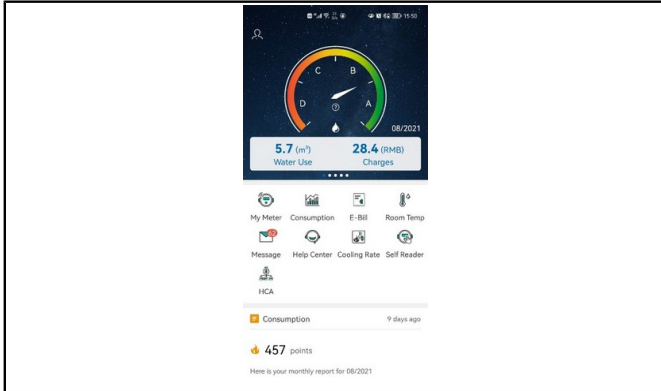 15:50
C B
D A
?
08/2021
5.7 (m³) 28.4 (RMB)
Water Use Charges
My Meter Consumption E-Bill Room Temp
Message Help Center Cooling Rate Self Reader
HCA
Consumption 9 days ago
457 points
Here is your monthly report for 08/2021